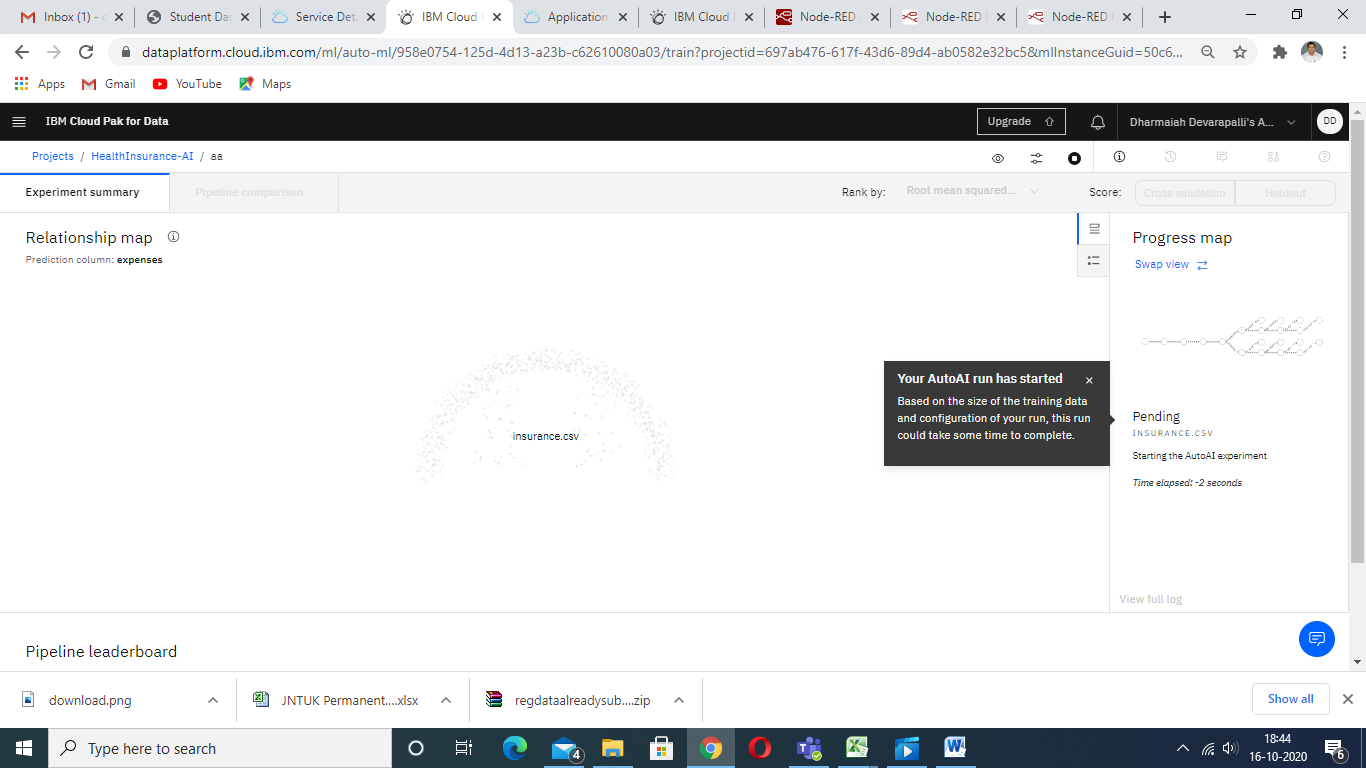 Inbox (1) - c
Student Das
Service Deta
IBM Cloud P
Application
IBM Cloud P
Node-RED
Node-RED
Node-RED
dataplatform.cloud.ibm.com/ml/auto-ml/958e0754-125d-4d13-a23b-c62610080a03/train?projectid=697ab476-617f-43d6-89d4-ab0582e32bc5&mlInstanceGuid=50c6...
Apps
Gmail
YouTube
Maps
IBM Cloud Pak for Data
Upgrade
Dharmaiah Devarapalli's A...
DD
Projects / HealthInsurance-AI / aa
Experiment summary
Pipeline comparison
Rank by:
Root mean squared...
Score:
Cross validation
Holdout
Relationship map
Prediction column: expenses
insurance.csv
Progress map
Swap view
Your AutoAI run has started
Based on the size of the training data
and configuration of your run, this run
could take some time to complete.
Pending
INSURANCE.CSV
Starting the AutoAI experiment
Time elapsed: -2 seconds
View full log
Pipeline leaderboard
download.png
JNTUK Permanent....xlsx
regdataalreadysub....zip
Show all
Type here to search
4
18:44
16-10-2020
6